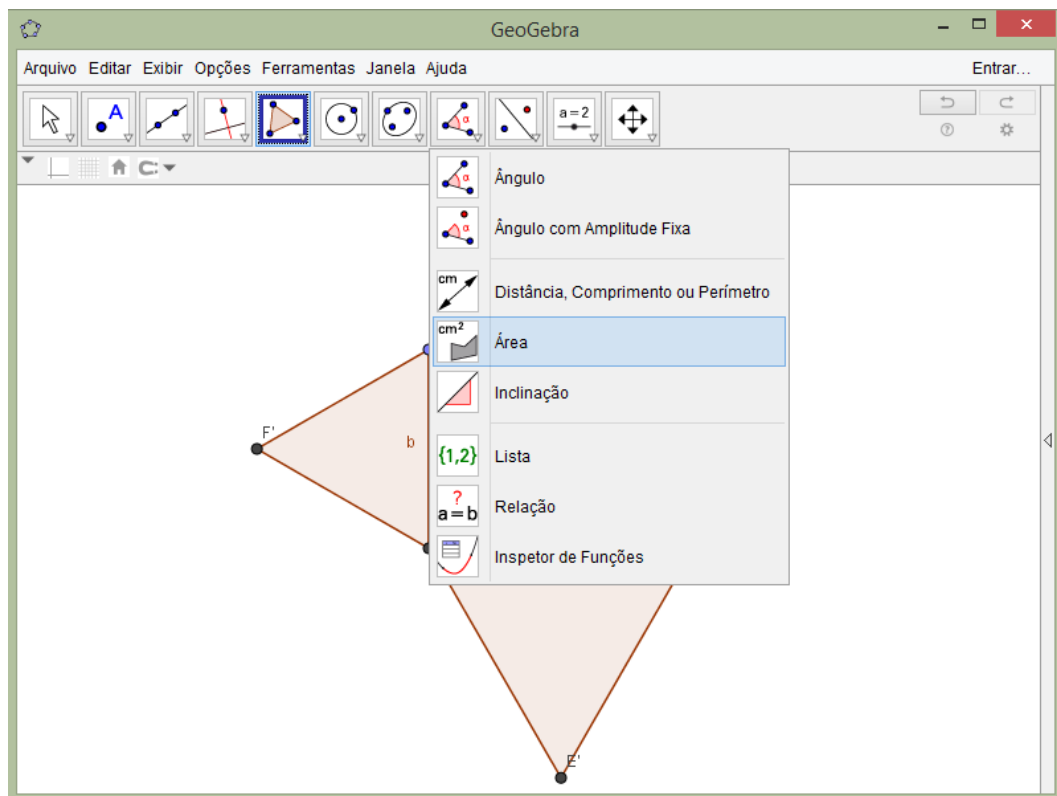 GeoGebra
Arquivo Editar Exibir Opções Ferramentas Janela Ajuda Entrar...
A α a=2
α Ângulo
α Ângulo com Amplitude Fixa
cm Distância, Comprimento ou Perímetro
cm² Área
Inclinação
{1,2} Lista
? a=b Relação
Inspetor de Funções
F'
b
E'